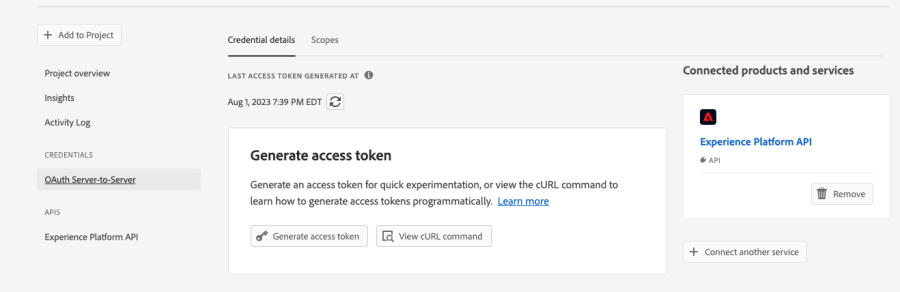 + Add to Project
Project overview
Insights
Activity Log
CREDENTIALS
OAuth Server-to-Server
APIS
Experience Platform API
Credential details
Scopes
LAST ACCESS TOKEN GENERATED AT
Aug 1, 2023 7:39 PM EDT
Generate access token
Generate an access token for quick experimentation, or view the cURL command to
learn how to generate access tokens programmatically. Learn more
Generate access token
View cURL command
Connected products and services
Experience Platform API
API
Remove
+ Connect another service